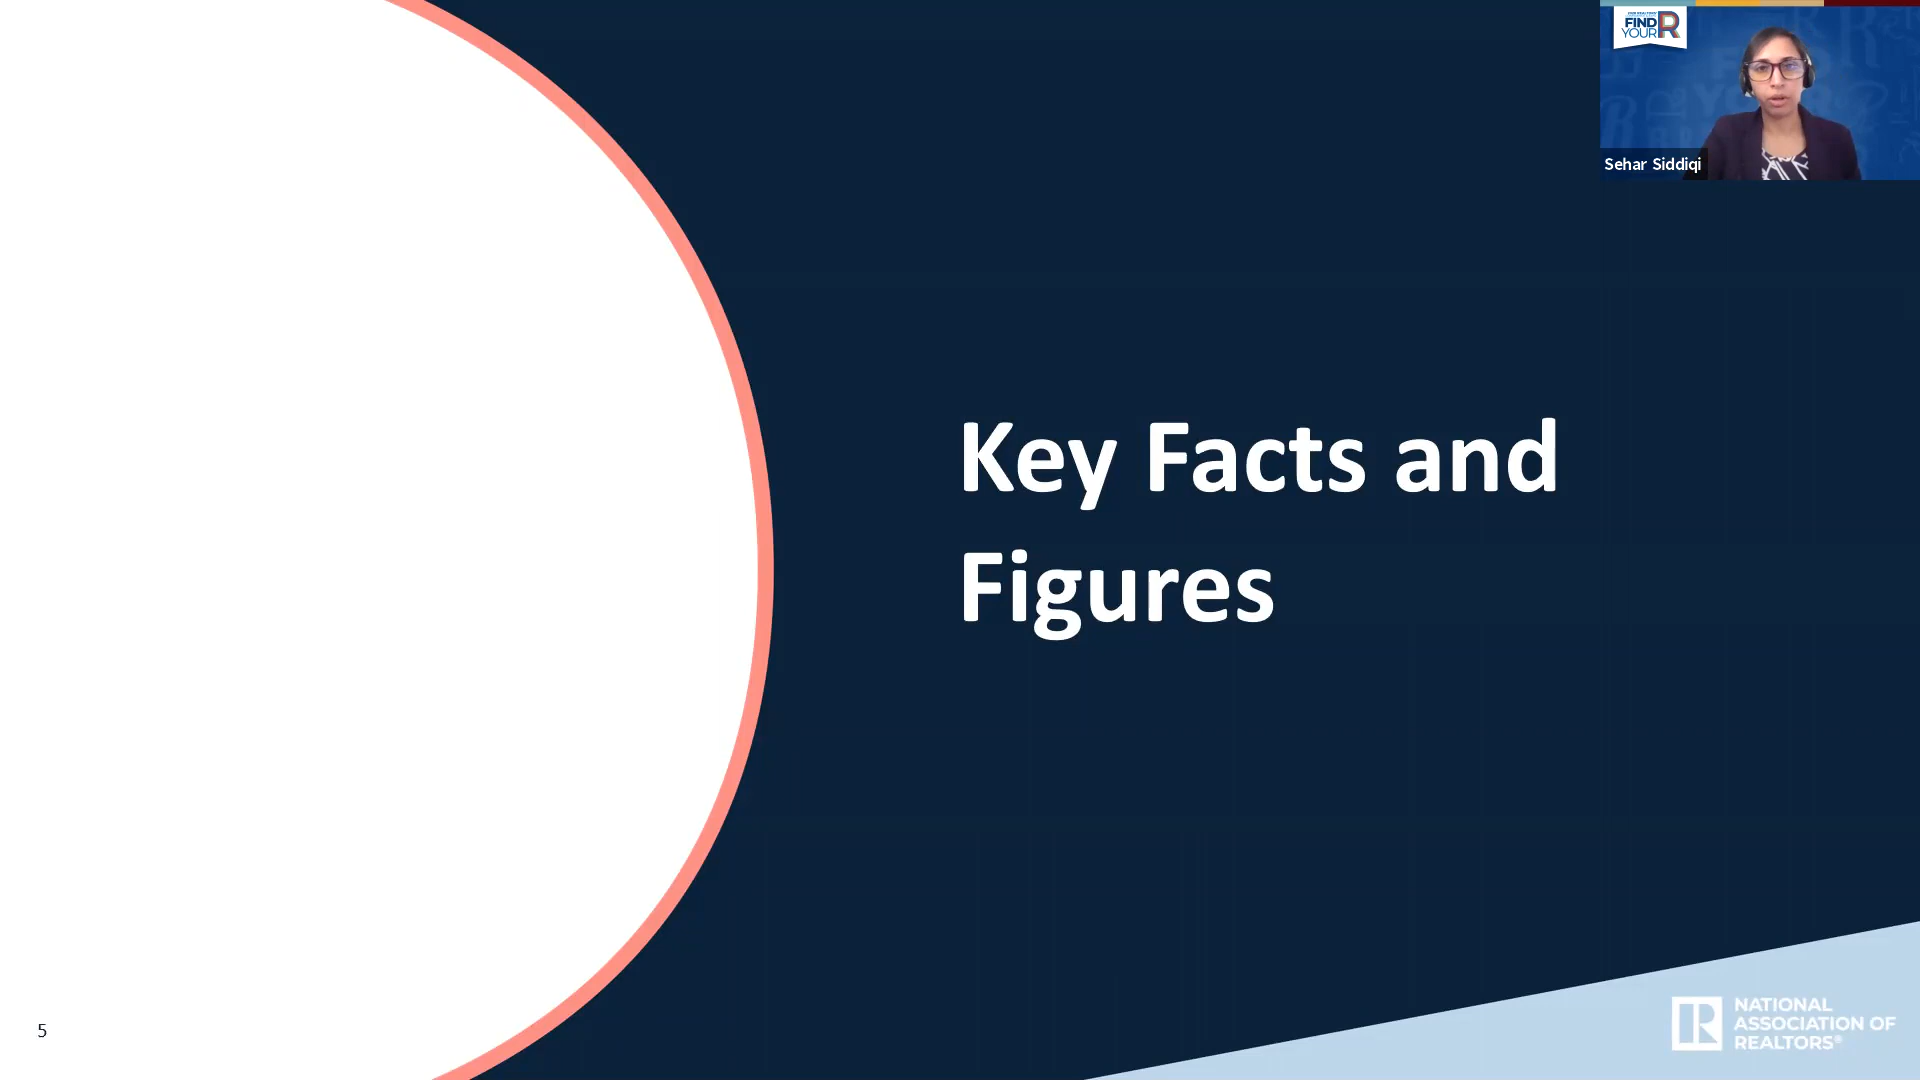 FIND
YOUR R
Sehar Siddiqi
Key Facts and
Figures
5
NATIONAL
ASSOCIATION OF
REALTORS®